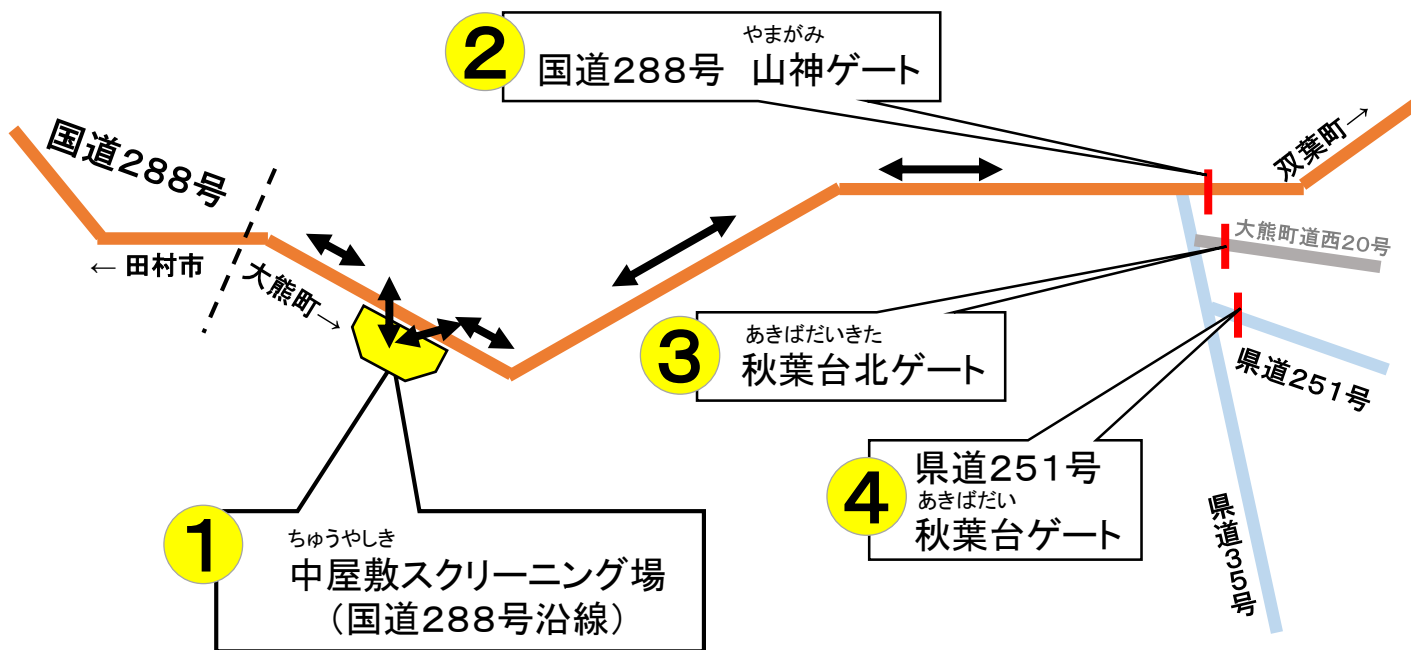 2
やまがみ
国道288号 山神ゲート
国道288号
双葉町→
← 田村市
大熊町→
大熊町道西20号
3
あきばだいきた
秋葉台北ゲート
県道251号
4
県道251号
あきばだい
秋葉台ゲート
県道35号
1
ちゅうやしき
中屋敷スクリーニング場
（国道288号沿線）